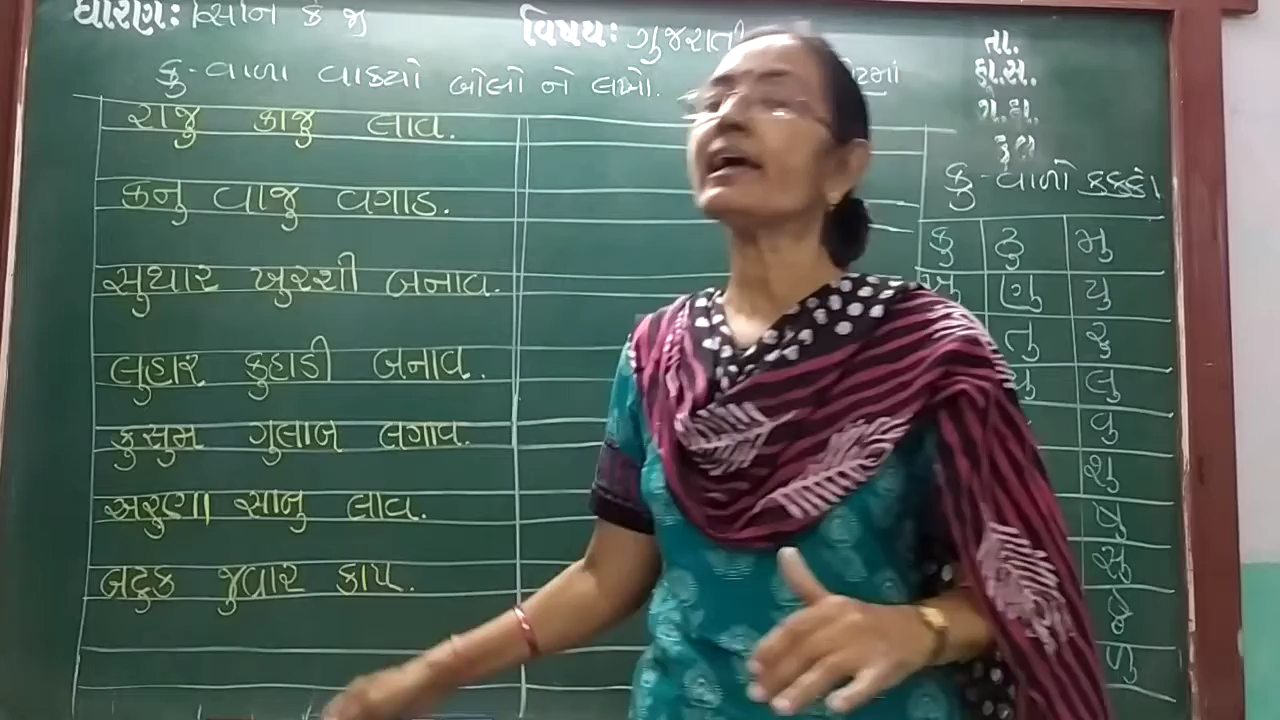 ધોરણ: સિનિ કે જી
વિષય: ગુજરાતી
તા.
કા.સ.
કુ-વાળા વાક્યો બોલો ને લખો.
રાજુ કાજુ લાવ.
કનુ વાજુ વગાડ.
સુથાર ખુરશી બનાવ.
લુહાર કુહાડી બનાવ.
કુસુમ ગુલાબ લગાવ.
અરુણા સાબુ લાવ.
બટુક જુવાર કાપ.
કુ-વાળો કક્કો
કુ ઠુ મુ
ખુ ણુ યુ
તુ રુ
થુ લુ
વુ
શુ
ષુ
સુ
હુ
ળુ